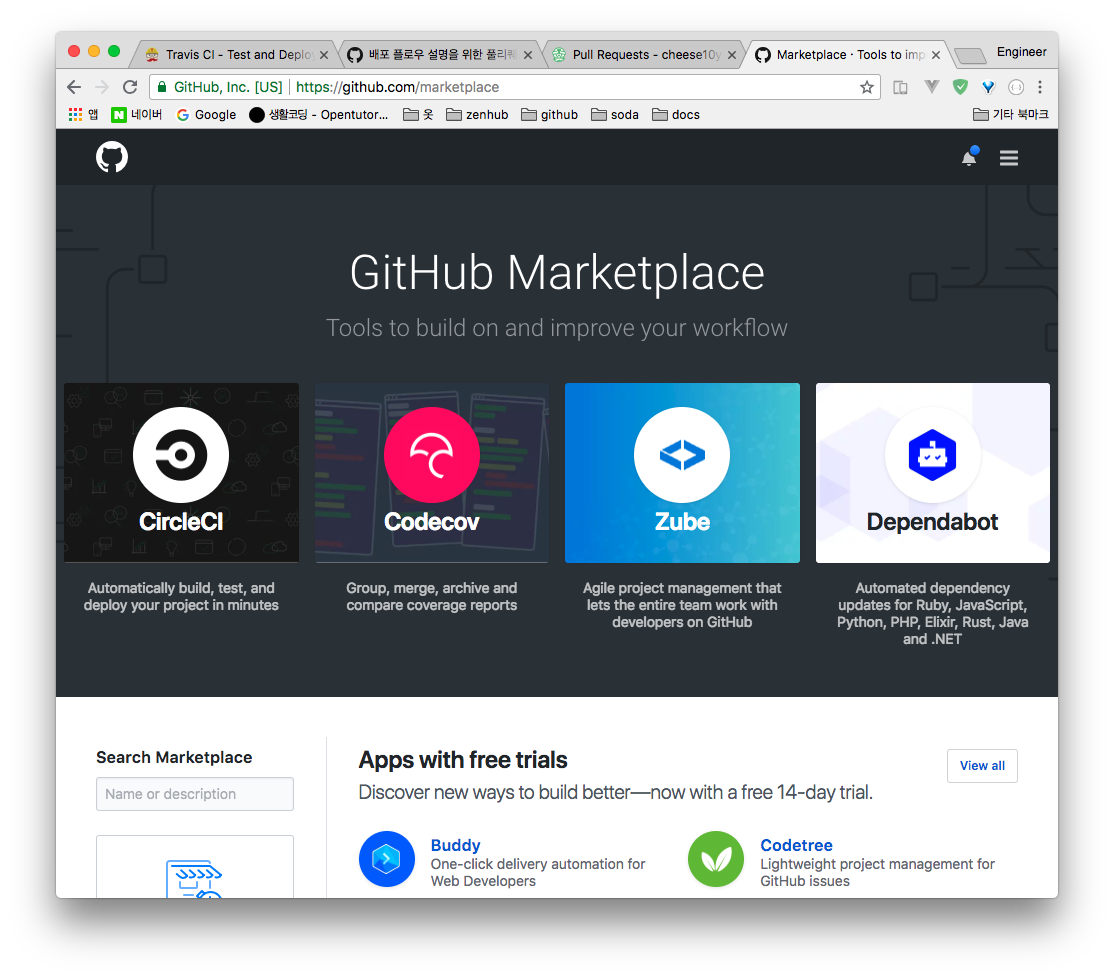 Travis CI - Test and Deploy
배포 플로우 설명을 위한 풀리퀘
Pull Requests - cheese10y
Marketplace · Tools to imp
Engineer
GitHub, Inc. [US]
https://github.com/marketplace
앱
N
네이버
G
Google
생활코딩 - Opentutor...
옷
zenhub
github
soda
docs
기타 북마크
GitHub Marketplace
Tools to build on and improve your workflow
CircleCI
Codecov
Zube
Dependabot
Automatically build, test, and
deploy your project in minutes
Group, merge, archive and
compare coverage reports
Agile project management that
lets the entire team work with
developers on GitHub
Automated dependency
updates for Ruby, JavaScript,
Python, PHP, Elixir, Rust, Java
and .NET
Search Marketplace
Name or description
Apps with free trials
View all
Discover new ways to build better—now with a free 14-day trial.
Buddy
One-click delivery automation for
Web Developers
Codetree
Lightweight project management for
GitHub issues